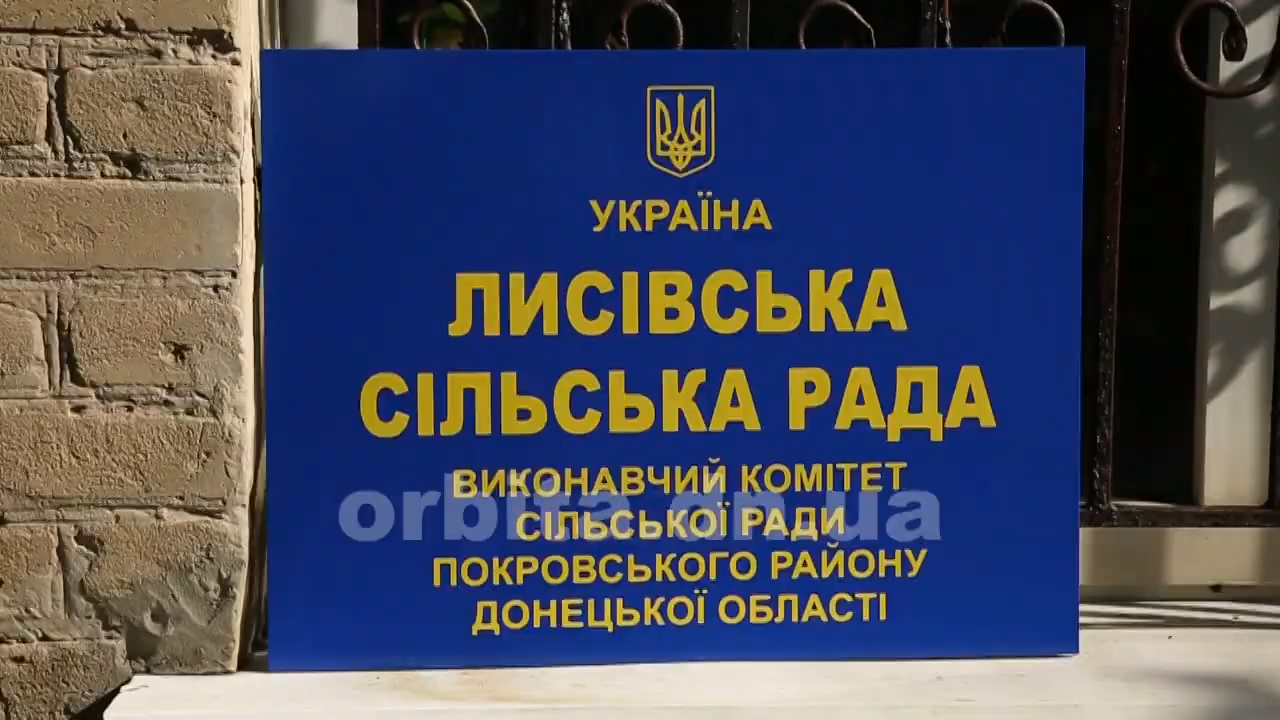 УКРАЇНА
ЛИСІВСЬКА
СІЛЬСЬКА РАДА
ВИКОНАВЧИЙ КОМІТЕТ
orbita.dn.ua
СІЛЬСЬКОЇ РАДИ
ПОКРОВСЬКОГО РАЙОНУ
ДОНЕЦЬКОЇ ОБЛАСТІ